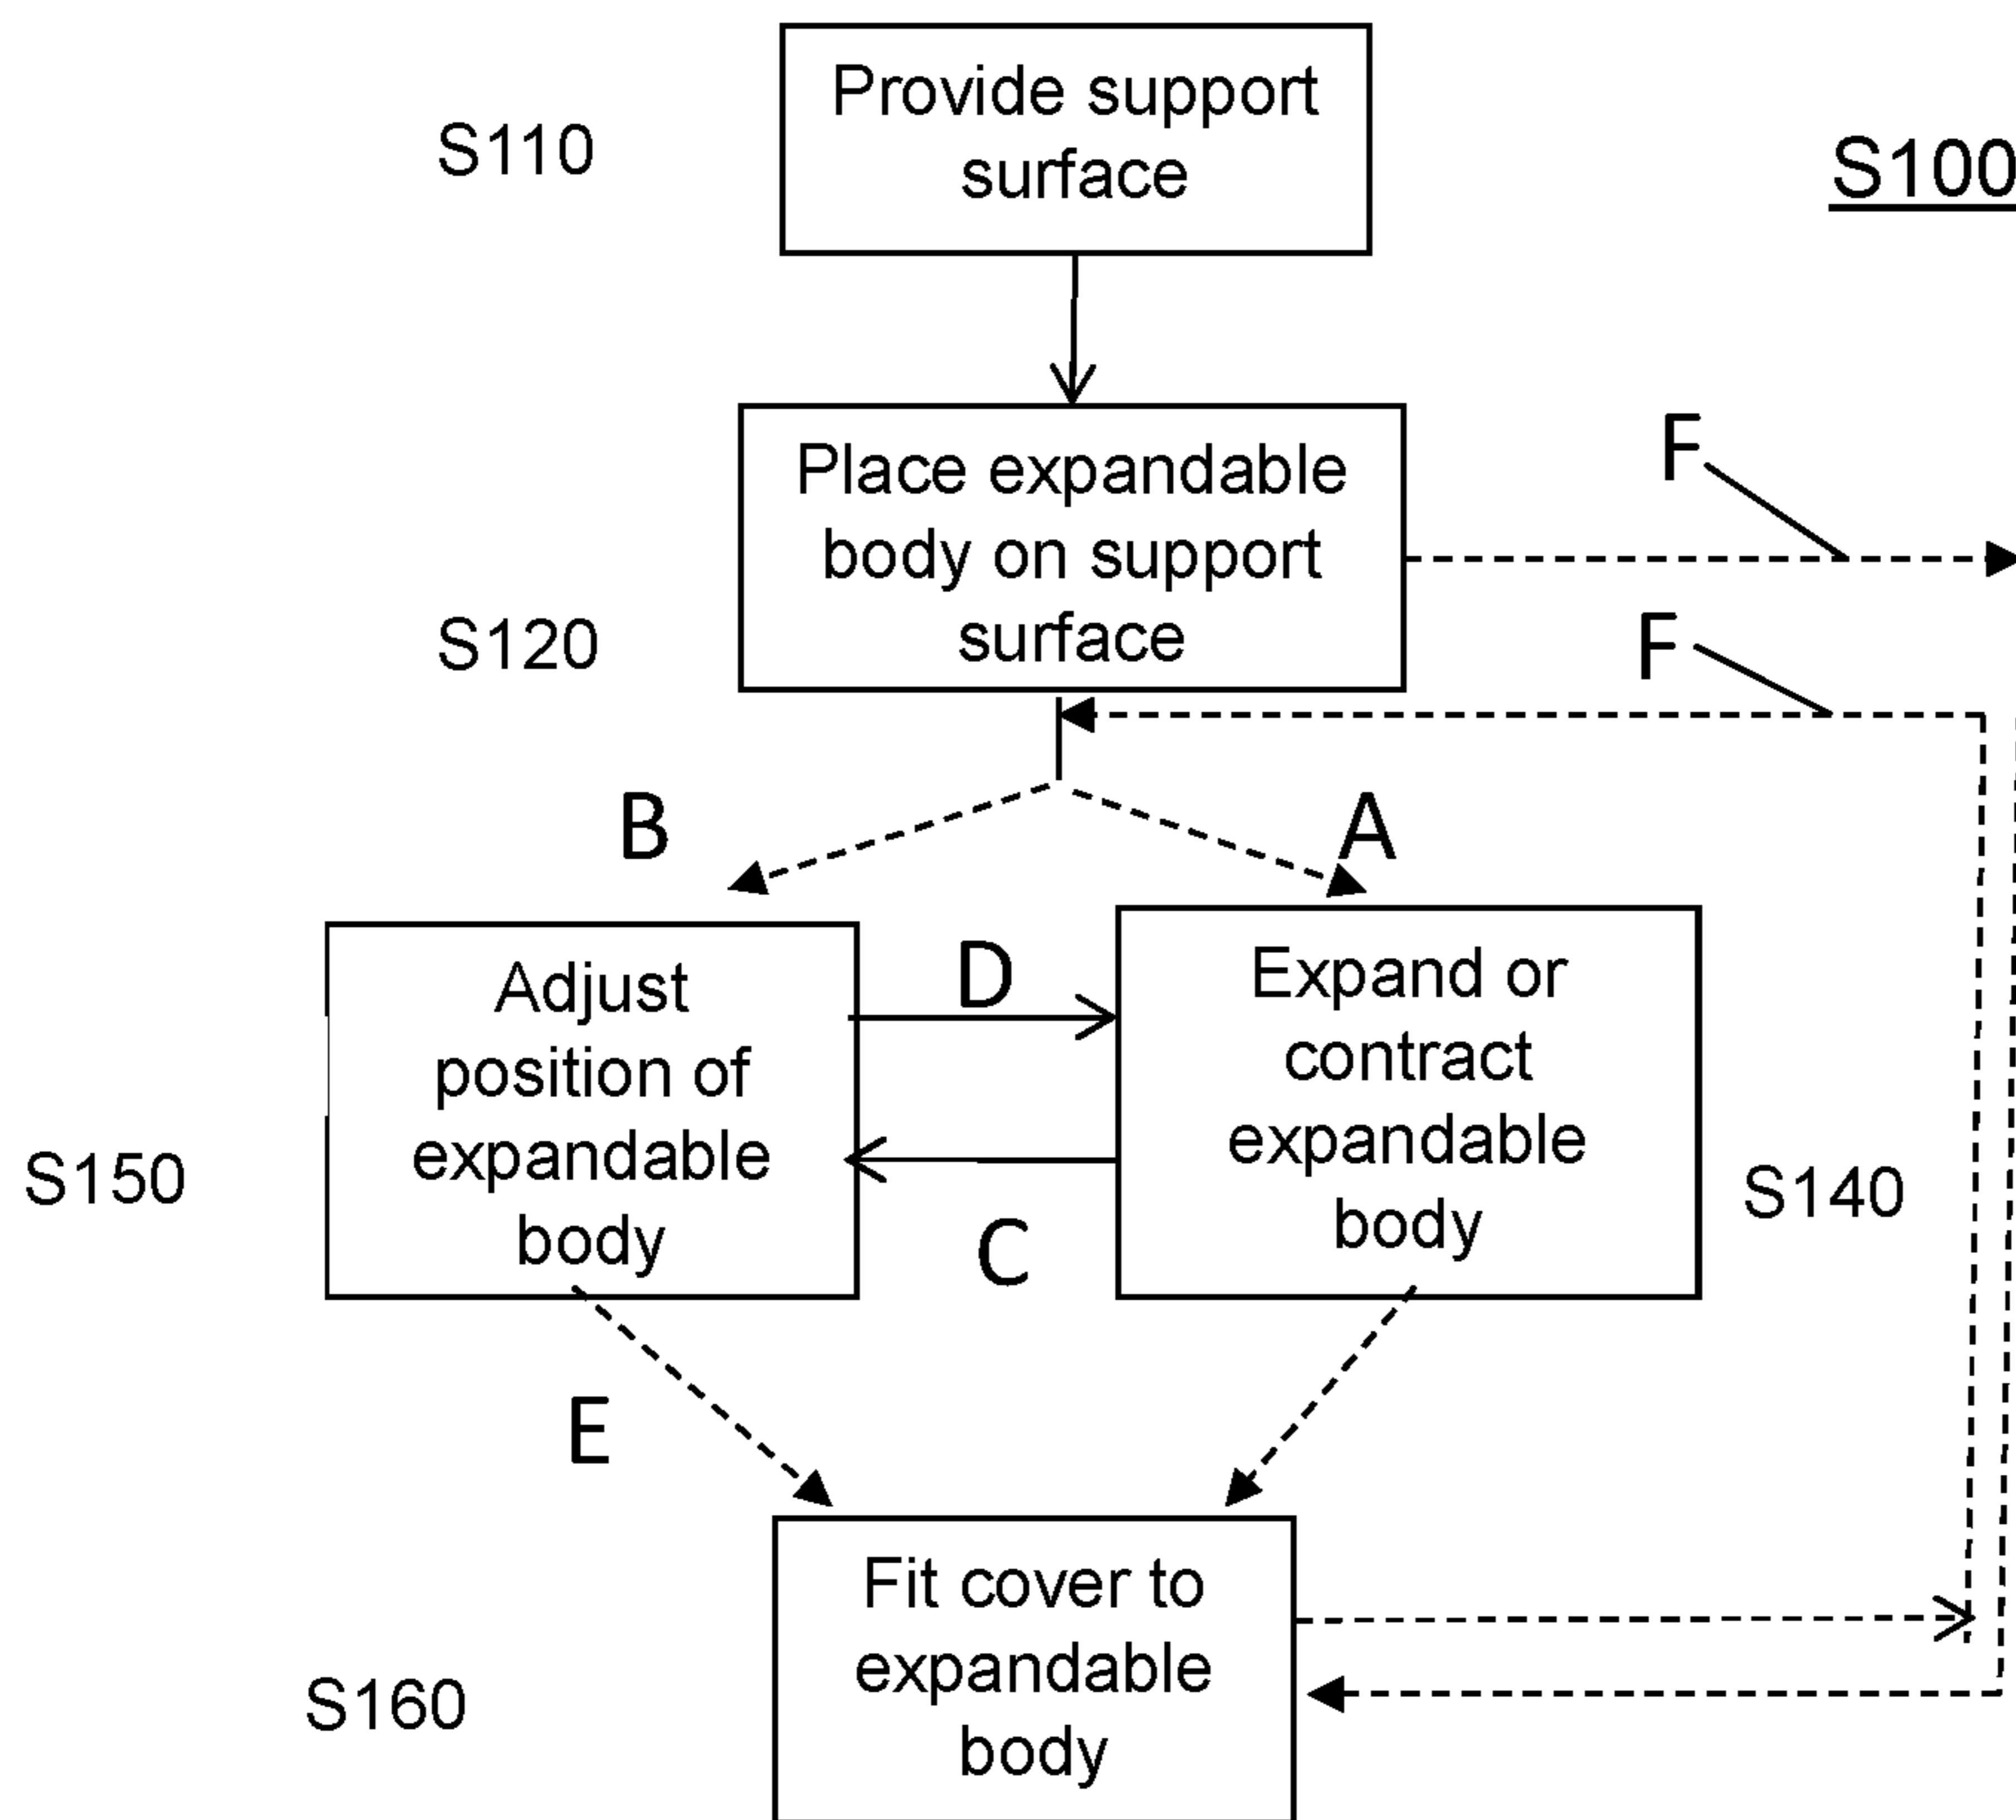 Provide support
surface
S110
S100
Place expandable
body on support
surface
S120
F
F
B
A
Adjust
position of
expandable
body
S150
D
C
Expand or
contract
expandable
body
S140
E
Fit cover to
expandable
body
S160